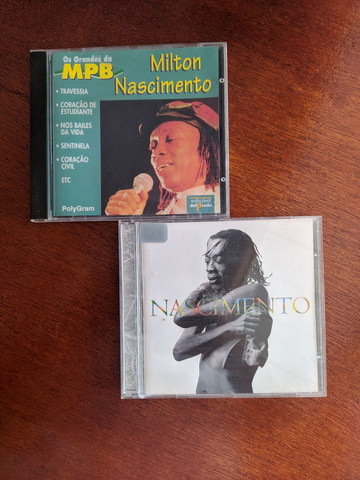 Os Grandes da
MPB
Milton
Nascimento
• TRAVESSIA
• CORAÇÃO DE
ESTUDANTE
• NOS BAILES
DA VIDA
• SENTINELA
• CORAÇÃO
CIVIL
ETC
PolyGram
NASCIMENTO